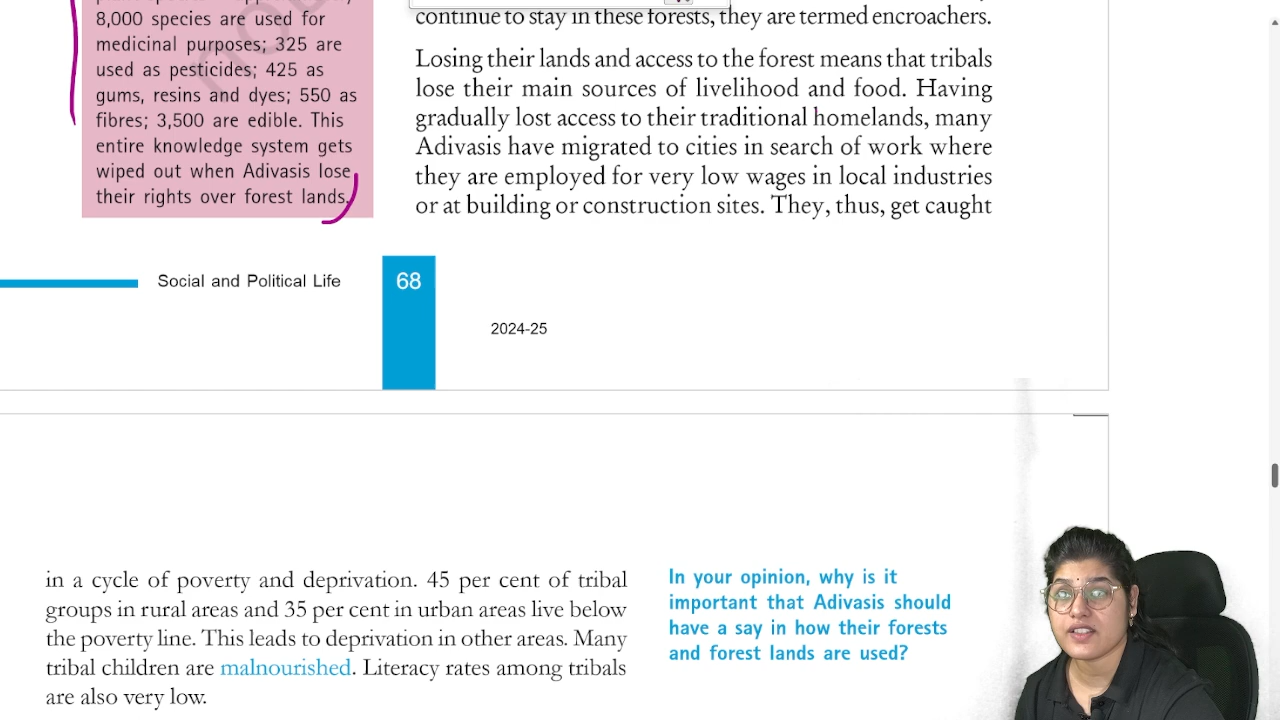 8,000 species are used for
medicinal purposes; 325 are
used as pesticides; 425 as
gums, resins and dyes; 550 as
fibres; 3,500 are edible. This
entire knowledge system gets
wiped out when Adivasis lose
their rights over forest lands.
continue to stay in these forests, they are termed encroachers.
Losing their lands and access to the forest means that tribals
lose their main sources of livelihood and food. Having
gradually lost access to their traditional homelands, many
Adivasis have migrated to cities in search of work where
they are employed for very low wages in local industries
or at building or construction sites. They, thus, get caught
Social and Political Life
68
2024-25
in a cycle of poverty and deprivation. 45 per cent of tribal
groups in rural areas and 35 per cent in urban areas live below
the poverty line. This leads to deprivation in other areas. Many
tribal children are malnourished. Literacy rates among tribals
are also very low.
In your opinion, why is it
important that Adivasis should
have a say in how their forests
and forest lands are used?